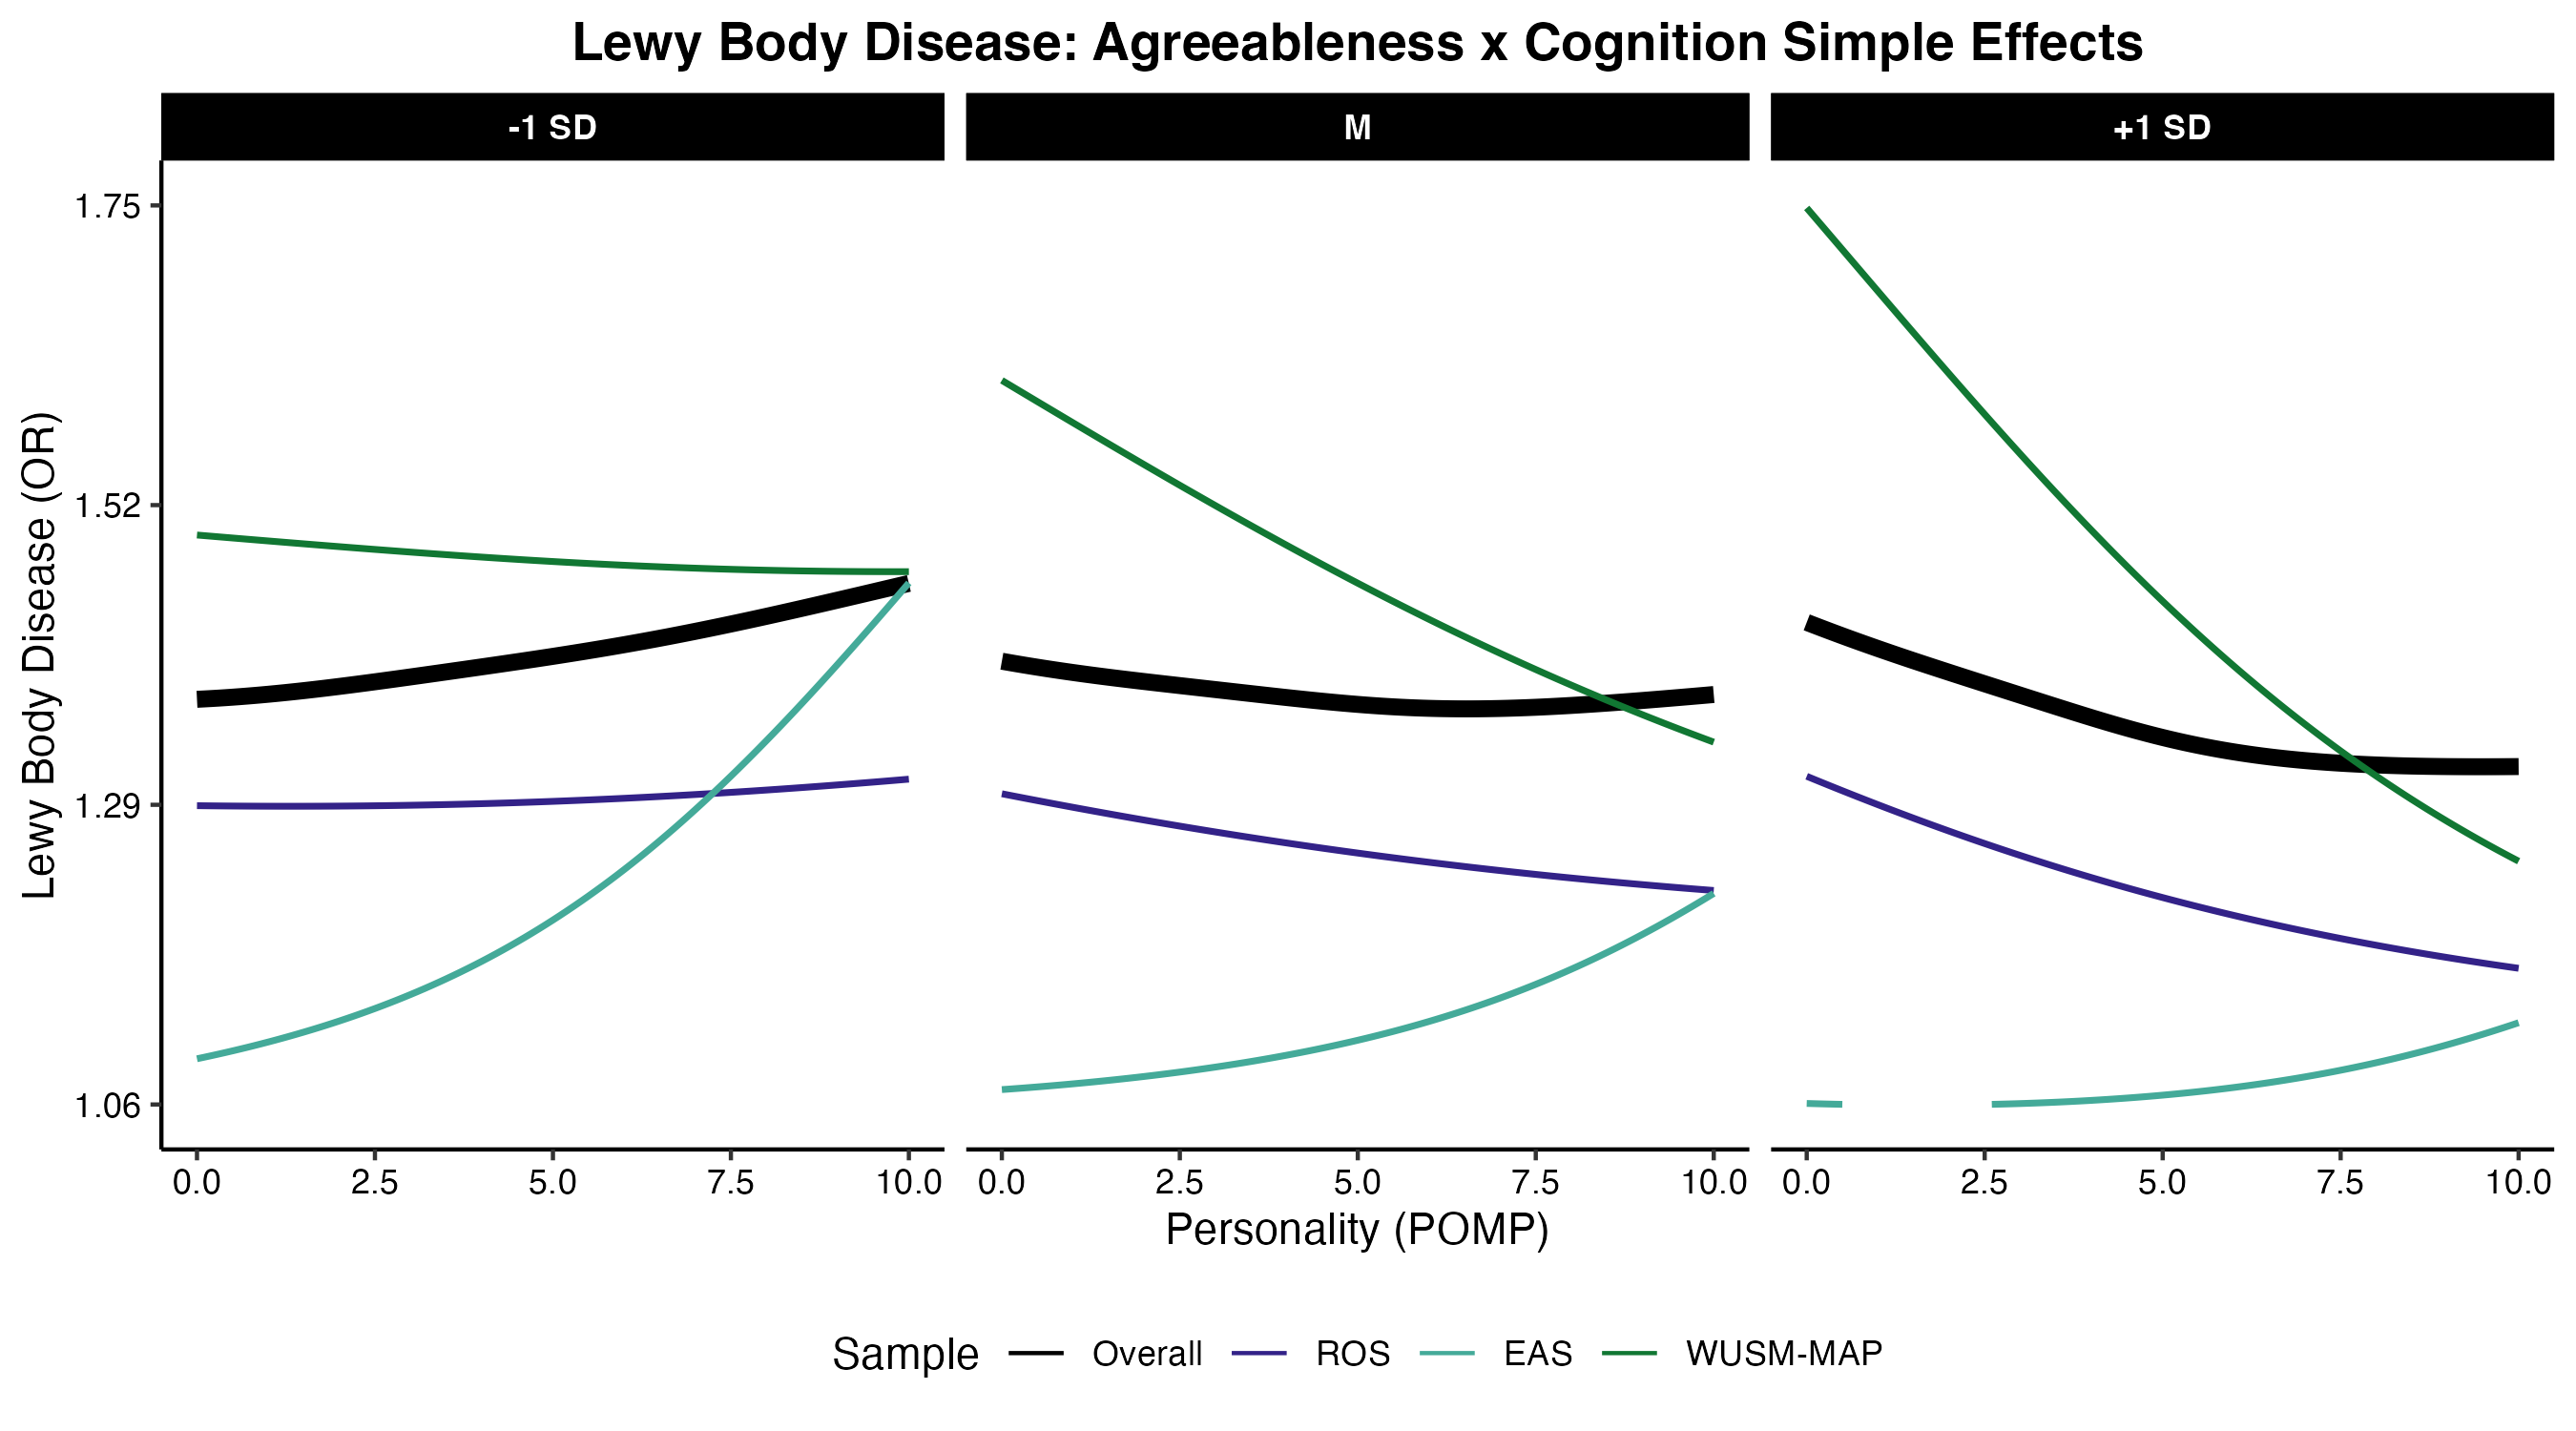 Lewy Body Disease: Agreeableness x Cognition Simple Effects
-1 SD
M
+1 SD
Lewy Body Disease (OR)
1.75
1.52
1.29
1.06
0.0 2.5 5.0 7.5 10.0
0.0 2.5 5.0 7.5 10.0
0.0 2.5 5.0 7.5 10.0
Personality (POMP)
Sample Overall ROS EAS WUSM-MAP